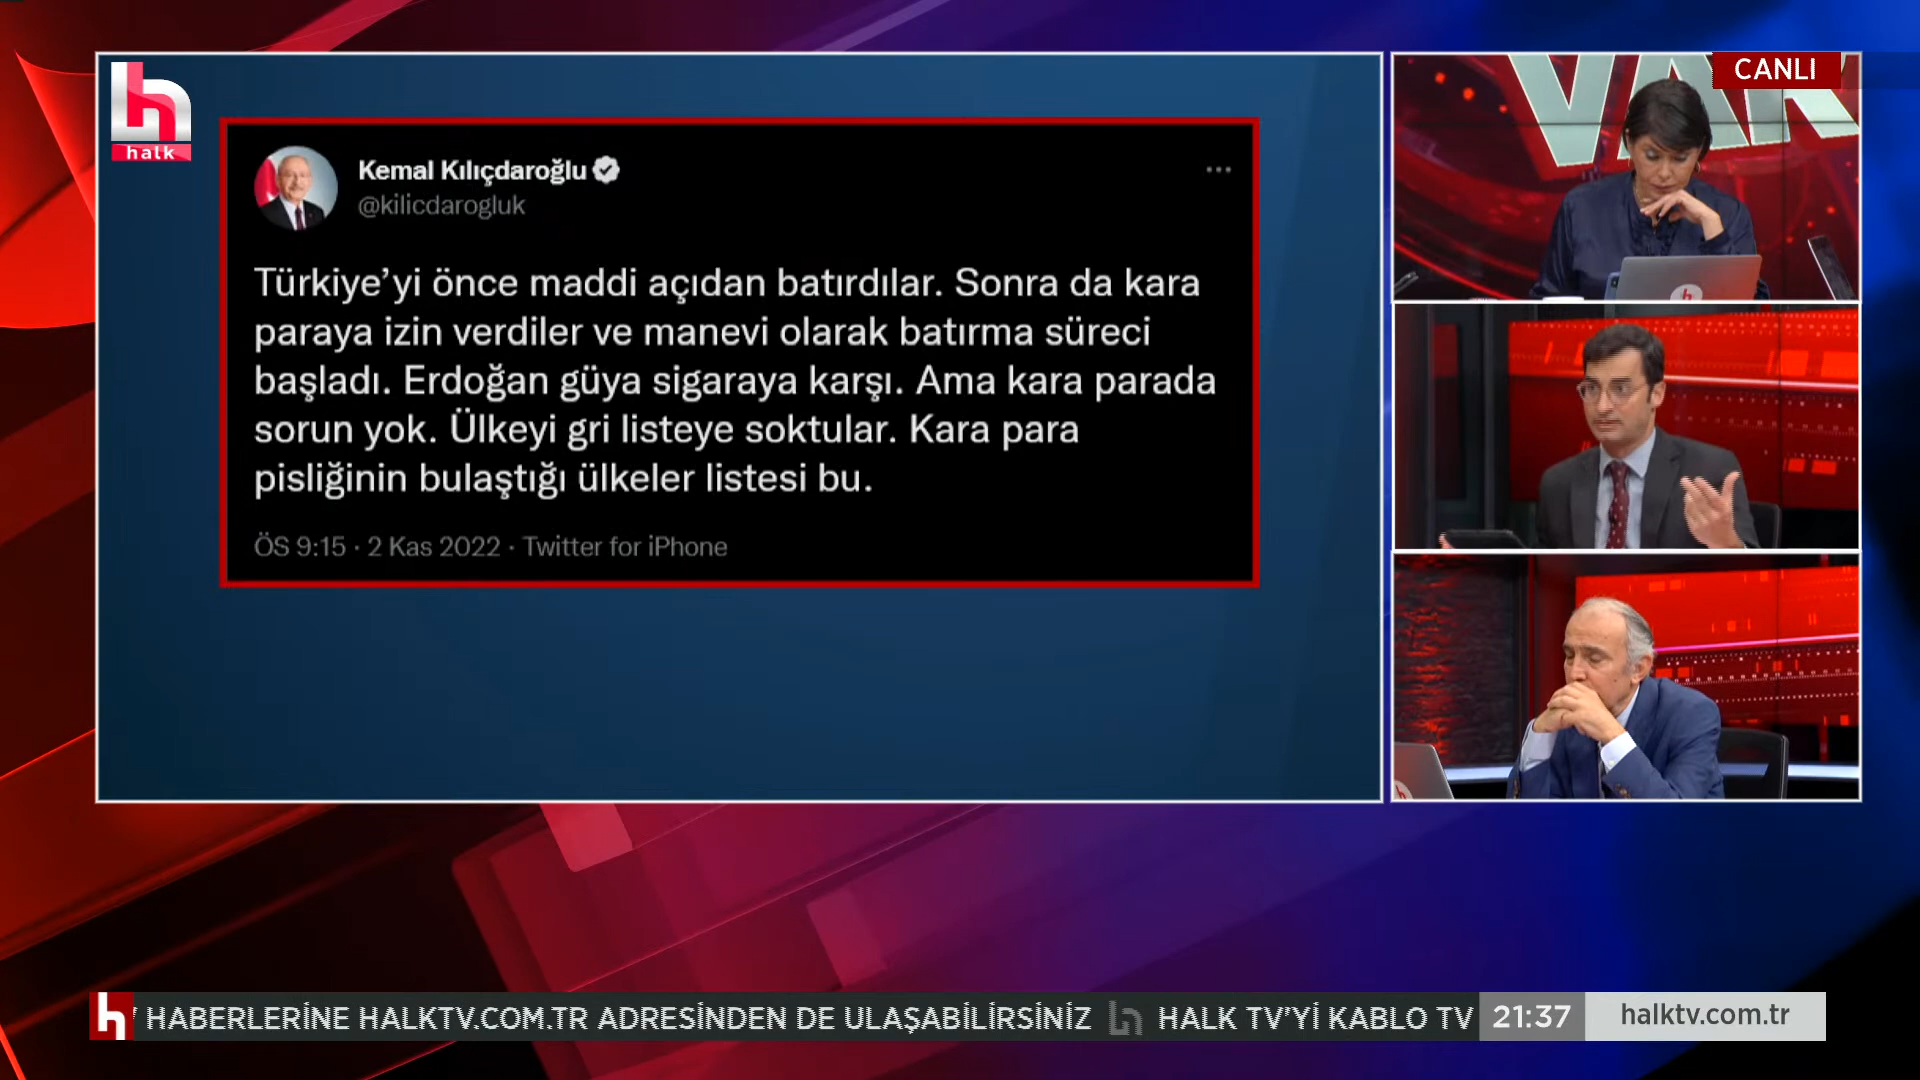 halk
Kemal Kılıçdaroğlu
@kilicdarogluk
Türkiye’yi önce maddi açıdan batırdılar. Sonra da kara
paraya izin verdiler ve manevi olarak batırma süreci
başladı. Erdoğan güya sigaraya karşı. Ama kara parada
sorun yok. Ülkeyi gri listeye soktular. Kara para
pisliğinin bulaştığı ülkeler listesi bu.
ÖS 9:15 · 2 Kas 2022 · Twitter for iPhone
CANLI
HABERLERİNE HALKTV.COM.TR ADRESİNDEN DE ULAŞABİLİRSİNİZ HALK TV'Yİ KABLO TV
21:37
halktv.com.tr